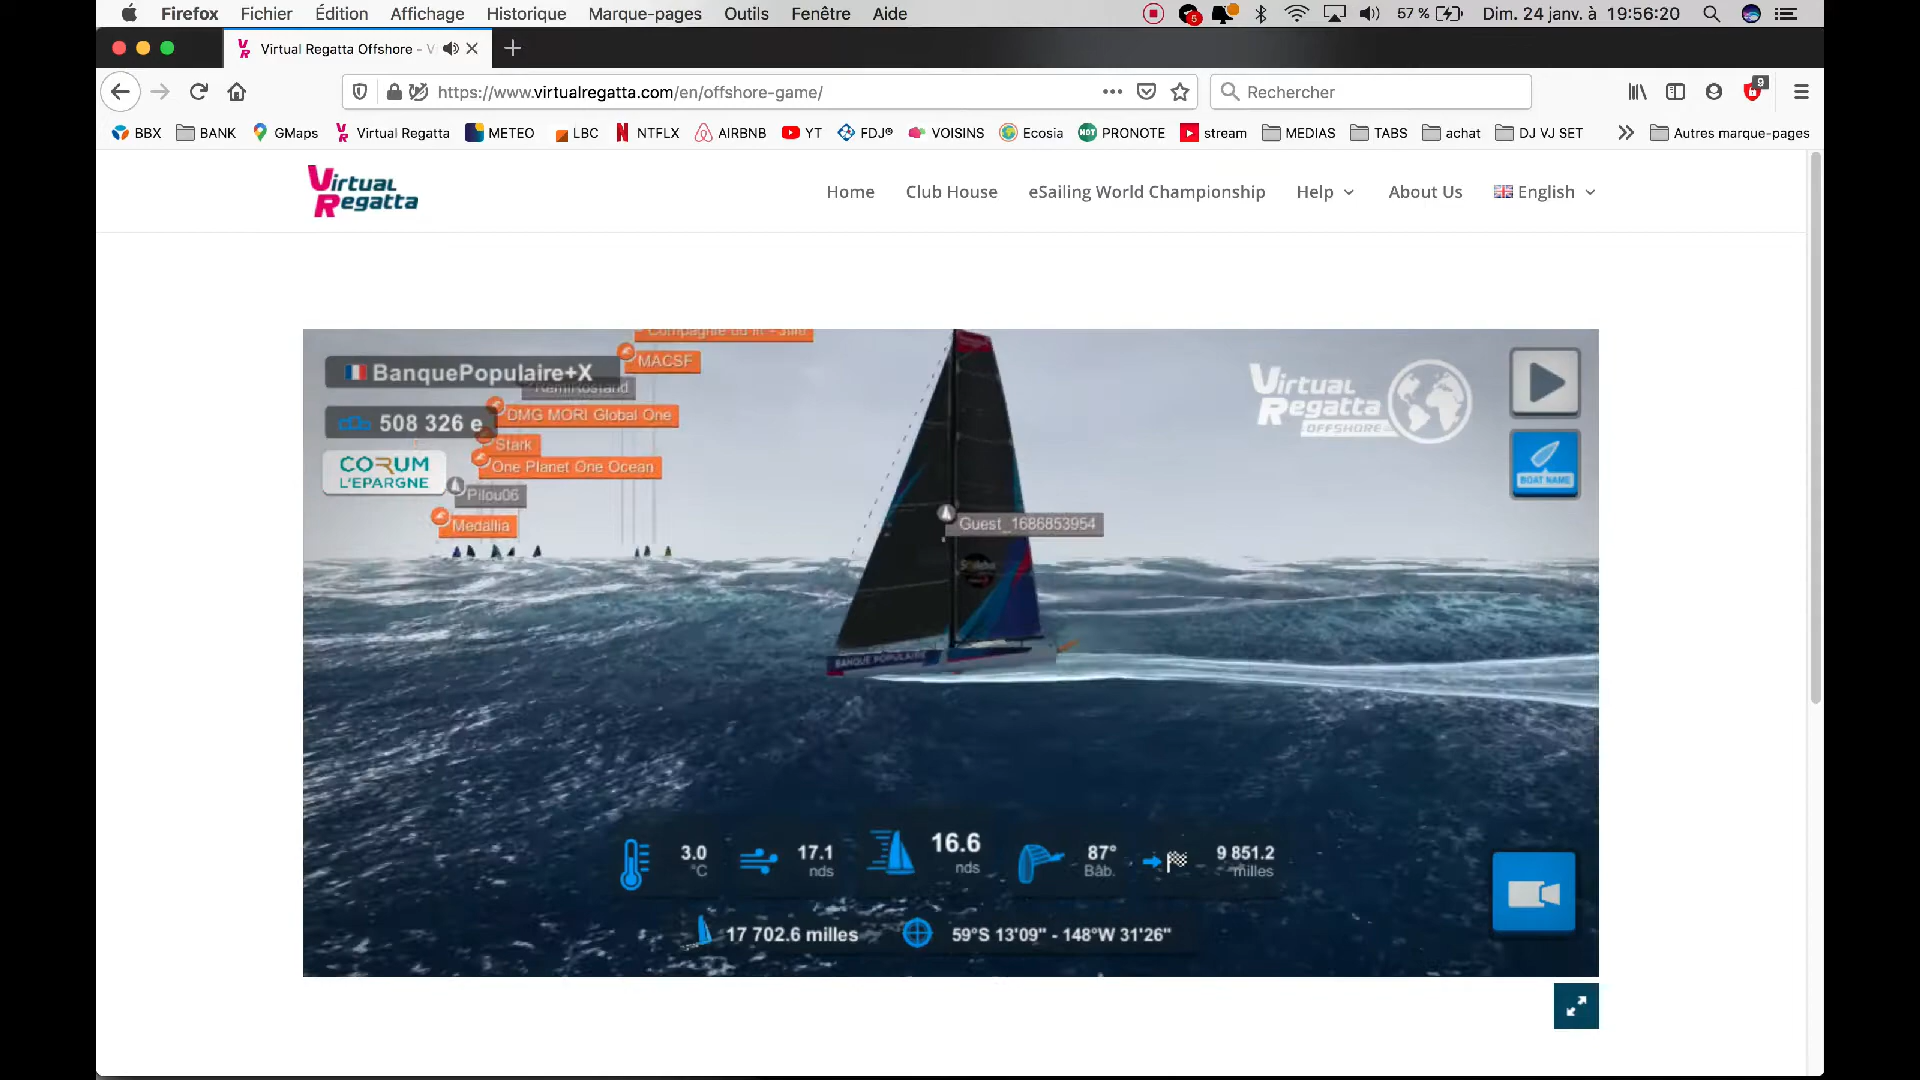 Firefox Fichier Édition Affichage Historique Marque-pages Outils Fenêtre Aide 5 57 % Dim. 24 janv. à 19:56:20
Virtual Regatta Offshore - V
https://www.virtualregatta.com/en/offshore-game/ Rechercher 9
BBX BANK GMaps Virtual Regatta METEO LBC NTFLX AIRBNB YT FDJ® VOISINS Ecosia PRONOTE stream MEDIAS TABS achat DJ VJ SET Autres marque-pages
Virtual Regatta
Home Club House eSailing World Championship Help About Us English
MACSF
BanquePopulaire+X
RemiRostand
DMG MORI Global One
508 326 e
Stark
CORUM L'EPARGNE
One Planet One Ocean
Pilou06
Medallia
Guest_1686853954
Virtual Regatta OFFSHORE
BOAT NAME
BANQUE POPULAIRE
3.0 °C
17.1 nds
16.6 nds
87° Bâb.
9 851.2 milles
17 702.6 milles
59°S 13'09" - 148°W 31'26"